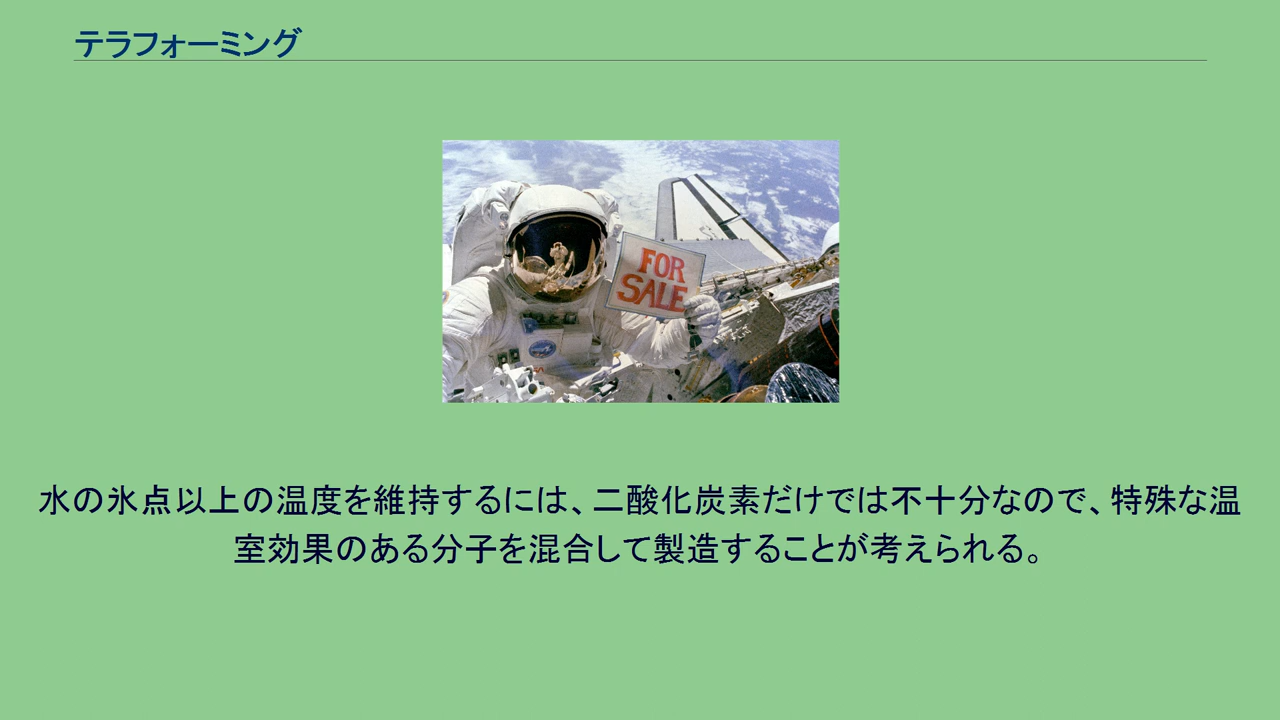 テラフォーミング
FOR
SALE
水の氷点以上の温度を維持するには、二酸化炭素だけでは不十分なので、特殊な温
室効果のある分子を混合して製造することが考えられる。